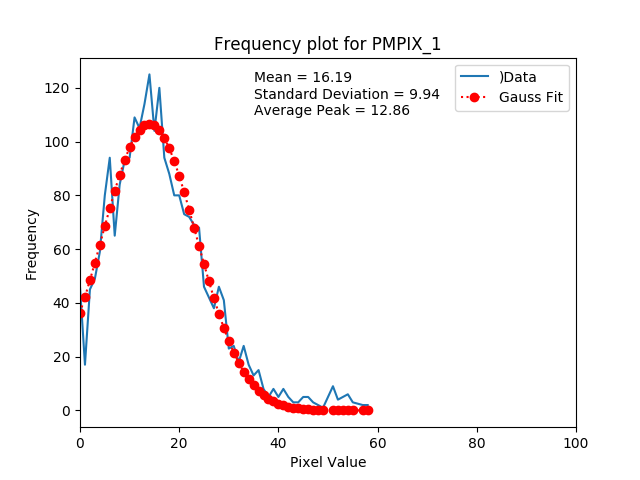 Frequency plot for PMPIX_1
Mean = 16.19
Standard Deviation = 9.94
Average Peak = 12.86
)Data
Gauss Fit
Frequency
120
100
80
60
40
20
0
0 20 40 60 80 100
Pixel Value